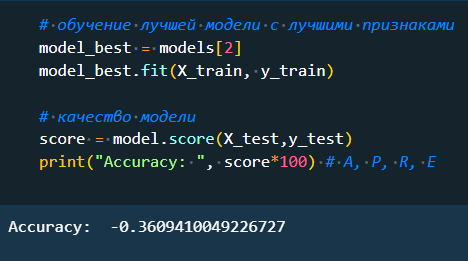 # обучение лучшей модели с лучшими признаками
model_best = models[2]
model_best.fit(X_train, y_train)
# качество модели
score = model.score(X_test,y_test)
print("Accuracy: ", score*100) # A, P, R, E
Accuracy:  -0.3609410049226727